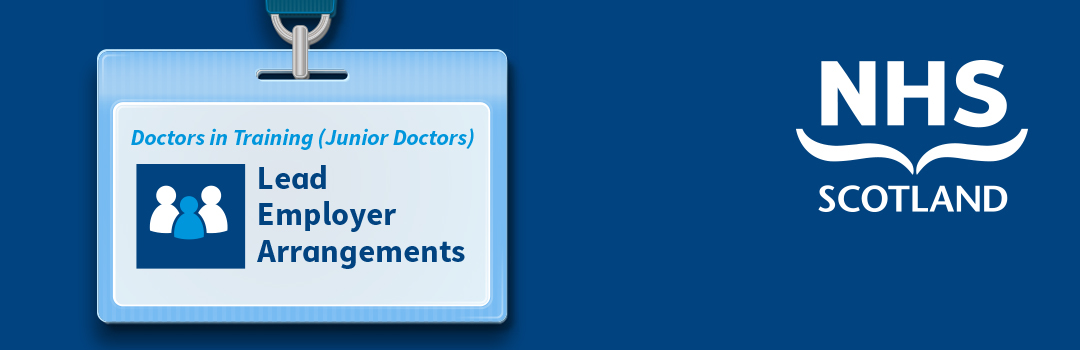 Doctors in Training (Junior Doctors)
Lead
Employer
Arrangements
NHS
SCOTLAND